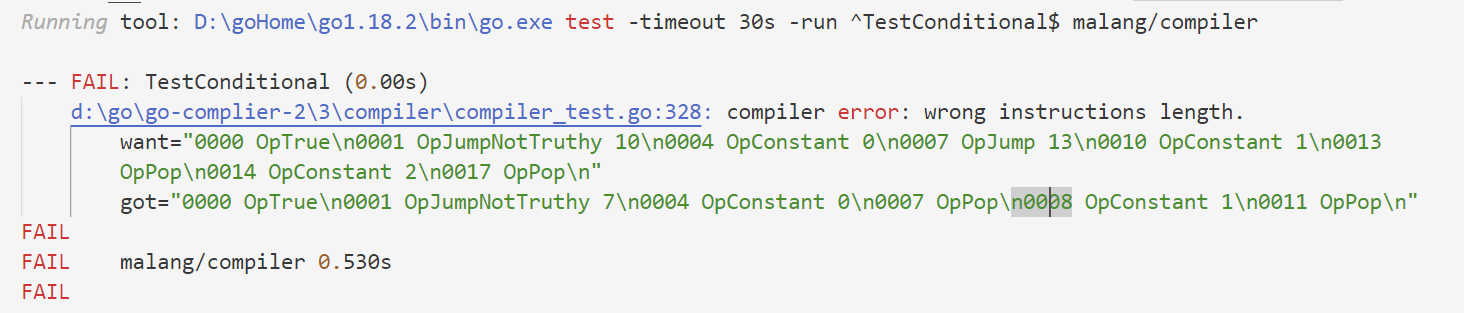 Running tool: D:\goHome\go1.18.2\bin\go.exe test -timeout 30s -run ^TestConditional$ malang/compiler
--- FAIL: TestConditional (0.00s)
d:\go\go-complier-2\3\compiler\compiler_test.go:328: compiler error: wrong instructions length.
want="0000 OpTrue\n0001 OpJumpNotTruthy 10\n0004 OpConstant 0\n0007 OpJump 13\n0010 OpConstant 1\n0013
OpPop\n0014 OpConstant 2\n0017 OpPop\n"
got="0000 OpTrue\n0001 OpJumpNotTruthy 7\n0004 OpConstant 0\n0007 OpPop\n0008 OpConstant 1\n0011 OpPop\n"
FAIL
FAIL malang/compiler 0.530s
FAIL